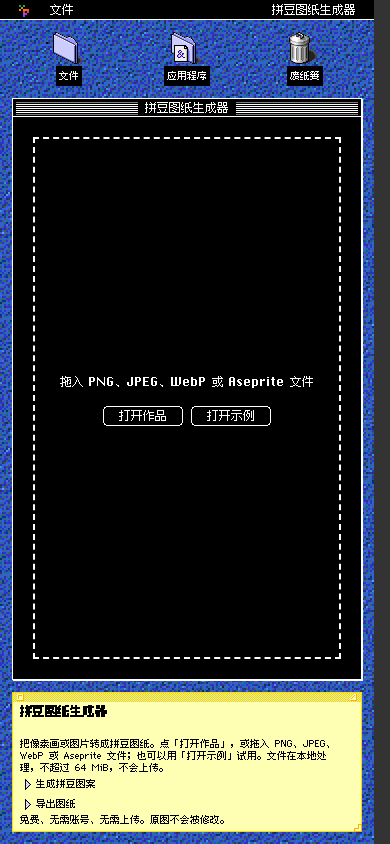 文件 拼豆图纸生成器
文件 应用程序 废纸篓
拼豆图纸生成器
拖入 PNG、JPEG、WebP 或 Aseprite 文件
打开作品 打开示例
拼豆图纸生成器
把像素画或图片转成拼豆图纸。点「打开作品」，或拖入 PNG、JPEG、
WebP 或 Aseprite 文件；也可以用「打开示例」试用。文件在本地处
理，不超过 64 MiB，不会上传。
生成拼豆图案
导出图纸
免费、无需账号、无需上传。原图不会被修改。